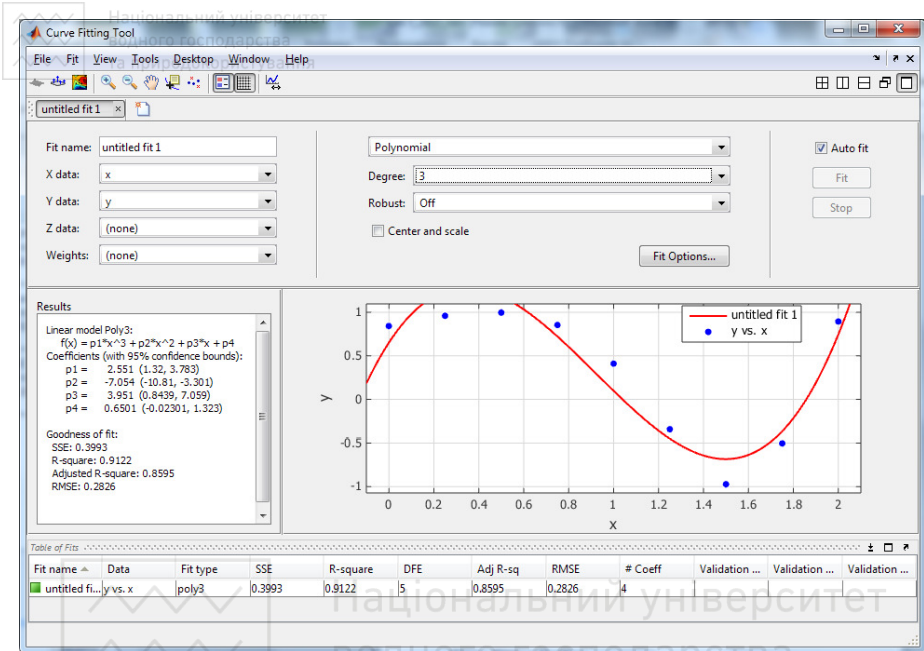 Національний університет
водного господарства
та природокористування
Curve Fitting Tool
File Fit View Tools Desktop Window Help
untitled fit 1
Fit name: untitled fit 1
X data: x
Y data: y
Z data: (none)
Weights: (none)
Polynomial
Degree: 3
Robust: Off
Center and scale
Fit Options...
Auto fit
Fit
Stop
Results
Linear model Poly3:
f(x) = p1*x^3 + p2*x^2 + p3*x + p4
Coefficients (with 95% confidence bounds):
p1 = 2.551 (1.32, 3.783)
p2 = -7.054 (-10.81, -3.301)
p3 = 3.951 (0.8439, 7.059)
p4 = 0.6501 (-0.02301, 1.323)
Goodness of fit:
SSE: 0.3993
R-square: 0.9122
Adjusted R-square: 0.8595
RMSE: 0.2826
untitled fit 1
y vs. x
1
0.5
0
-0.5
-1
y
0 0.2 0.4 0.6 0.8 1 1.2 1.4 1.6 1.8 2
x
Table of Fits
Fit name Data Fit type SSE R-square DFE Adj R-sq RMSE # Coeff Validation ... Validation ... Validation ...
untitled fi... y vs. x poly3 0.3993 0.9122 5 0.8595 0.2826 4
Національний університет
водного господарства